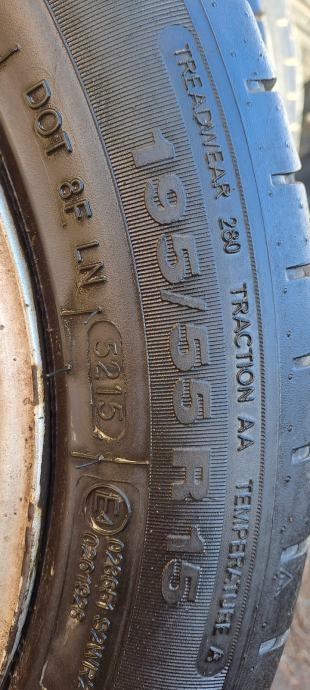 TREADWEAR 280 TRACTION AA TEMPERATURE A
195/55 R 15
DOT 8F LN
5215
E4